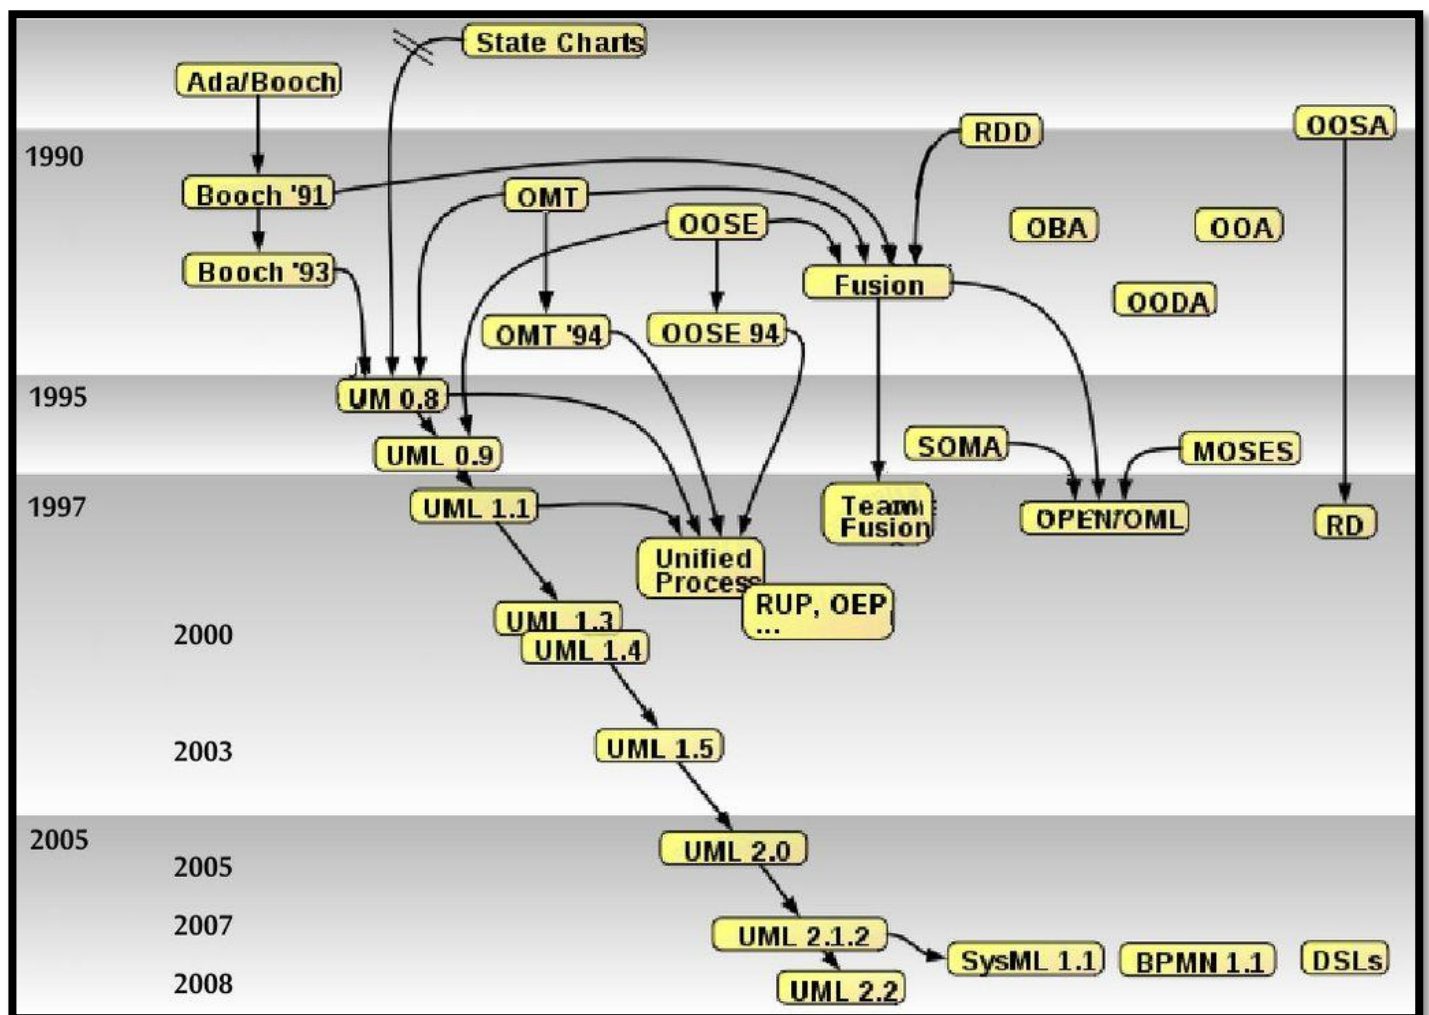 State Charts
Ada/Booch
RDD
OOSA
1990
Booch '91
OMT
OOSE
OBA
OOA
Booch '93
Fusion
OODA
OMT '94
OOSE 94
1995
UM 0.8
SOMA
MOSES
UML 0.9
1997
UML 1.1
Team
Fusion
OPEN/OML
RD
Unified
Process
RUP, OEP
...
UML 1.3
2000
UML 1.4
2003
UML 1.5
2005
UML 2.0
2005
2007
UML 2.1.2
SysML 1.1
BPMN 1.1
DSLs
2008
UML 2.2